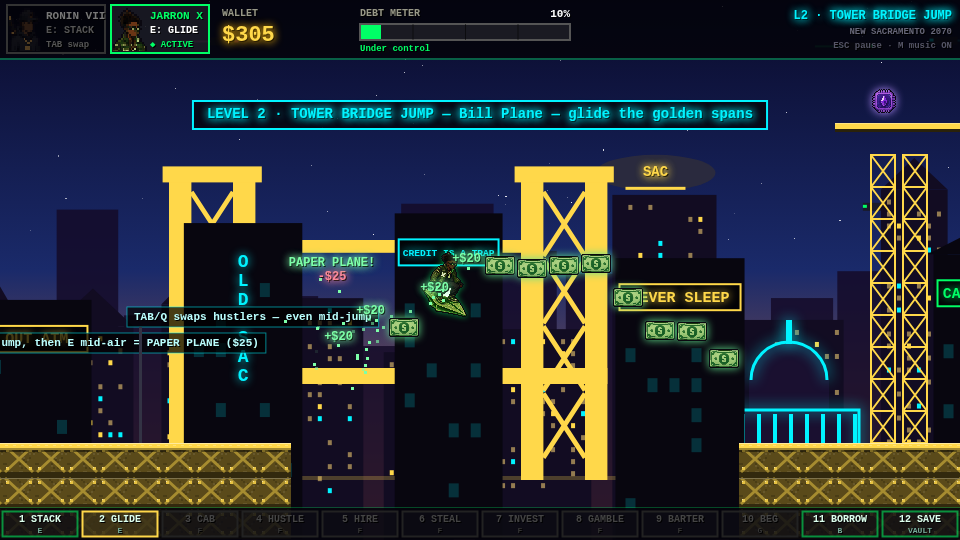 RONIN VII
E: STACK
TAB swap
JARRON X
E: GLIDE
◆ ACTIVE
WALLET
$305
DEBT METER
10%
Under control
L2 · TOWER BRIDGE JUMP
NEW SACRAMENTO 2070
ESC pause · M music ON
LEVEL 2 · TOWER BRIDGE JUMP — Bill Plane — glide the golden spans
SAC
CREDIT IS A TRAP
PAPER PLANE!
-$25
+$20
+$20
+$20
+$20
EVER SLEEP
CA
OLD
AC
TAB/Q swaps hustlers — even mid-jump
ump, then E mid-air = PAPER PLANE ($25)
1 STACK
E
2 GLIDE
E
3 CAB
4 HUSTLE
5 HIRE
F
6 STEAL
F
7 INVEST
F
8 GAMBLE
F
9 BARTER
F
10 BEG
11 BORROW
B
12 SAVE
VAULT